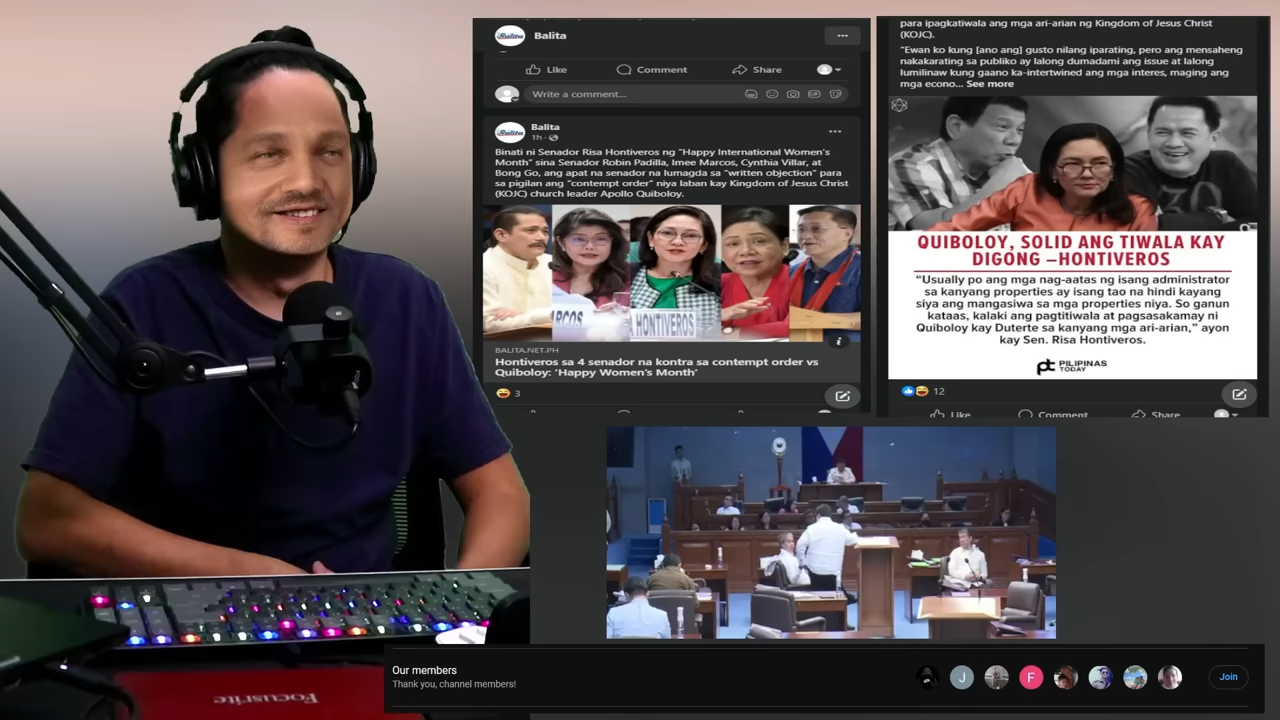 Balita
Balita
Like
Comment
Share
Write a comment...
GIF
Balita
Balita
1h
Binati ni Senador Risa Hontiveros ng "Happy International Women's
Month" sina Senador Robin Padilla, Imee Marcos, Cynthia Villar, at
Bong Go, ang apat na senador na lumagda sa "written objection" para
sa pigilan ang "contempt order" niya laban kay Kingdom of Jesus Christ
(KOJC) church leader Apollo Quiboloy.
ARCOS
A HONTIVEROS
BALITA.NET.PH
Hontiveros sa 4 senador na kontra sa contempt order vs
Quiboloy: 'Happy Women's Month'
3
para ipagkatiwala ang mga ari-arian ng Kingdom of Jesus Christ
(KOJC).
"Ewan ko kung [ano ang] gusto nilang iparating, pero ang mensaheng
nakakarating sa publiko ay lalong dumadami ang issue at lalong
lumilinaw kung gaano ka-intertwined ang mga interes, maging ang
mga econo... See more
QUIBOLOY, SOLID ANG TIWALA KAY
DIGONG –HONTIVEROS
"Usually po ang mga nag-aatas ng isang administrator
sa kanyang properties ay isang tao na hindi kayang
siya ang mangasiwa sa mga properties niya. So ganun
kataas, kalaki ang pagtitiwala at pagsasakamay ni
Quiboloy kay Duterte sa kanyang mga ari-arian," ayon
kay Sen. Risa Hontiveros.
pt PILIPINAS
TODAY
12
Like
Comment
Share
Focusrite
Our members
Thank you, channel members!
J
F
Join